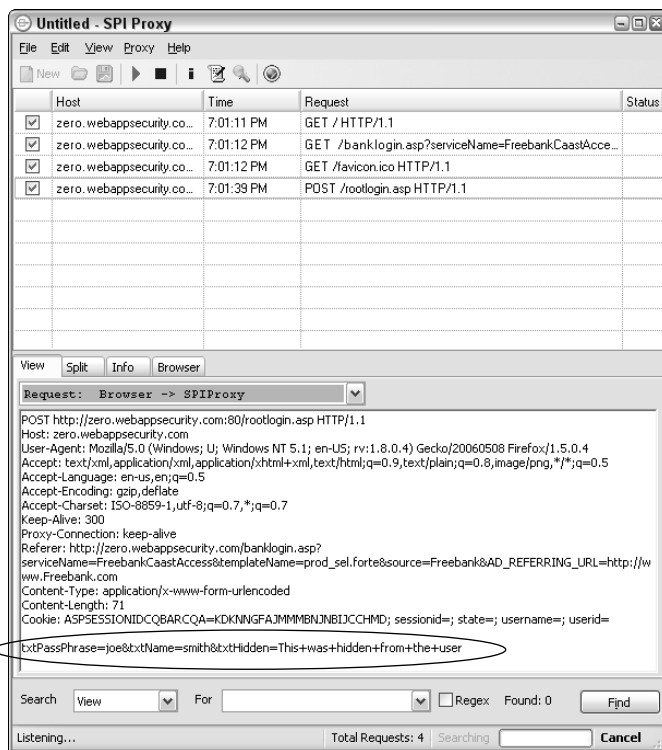 Untitled - SPI Proxy
File Edit View Proxy Help
New
Host Time Request Status
zero.webappsecurity.co... 7:01:11 PM GET / HTTP/1.1
zero.webappsecurity.co... 7:01:12 PM GET /banklogin.asp?serviceName=FreebankCaastAcce...
zero.webappsecurity.co... 7:01:12 PM GET /favicon.ico HTTP/1.1
zero.webappsecurity.co... 7:01:39 PM POST /rootlogin.asp HTTP/1.1
View Split Info Browser
Request: Browser -> SPIProxy
POST http://zero.webappsecurity.com:80/rootlogin.asp HTTP/1.1
Host: zero.webappsecurity.com
User-Agent: Mozilla/5.0 (Windows; U; Windows NT 5.1; en-US; rv:1.8.0.4) Gecko/20060508 Firefox/1.5.0.4
Accept: text/xml,application/xml,application/xhtml+xml,text/html;q=0.9,text/plain;q=0.8,image/png,*/*;q=0.5
Accept-Language: en-us,en;q=0.5
Accept-Encoding: gzip,deflate
Accept-Charset: ISO-8859-1,utf-8;q=0.7,*;q=0.7
Keep-Alive: 300
Proxy-Connection: keep-alive
Referer: http://zero.webappsecurity.com/banklogin.asp?
serviceName=FreebankCaastAccess&templateName=prod_sel.forte&source=Freebank&AD_REFERRING_URL=http://w
ww.Freebank.com
Content-Type: application/x-www-form-urlencoded
Content-Length: 71
Cookie: ASPSESSIONIDCQBARCQA=KDKNNGFAJMMMBNJNBIJCCHMD; sessionid=; state=; username=; userid=
txtPassPhrase=joe&txtName=smith&txtHidden=This+was+hidden+from+the+user
Search View For Regex Found: 0 Find
Listening... Total Requests: 4 Searching Cancel